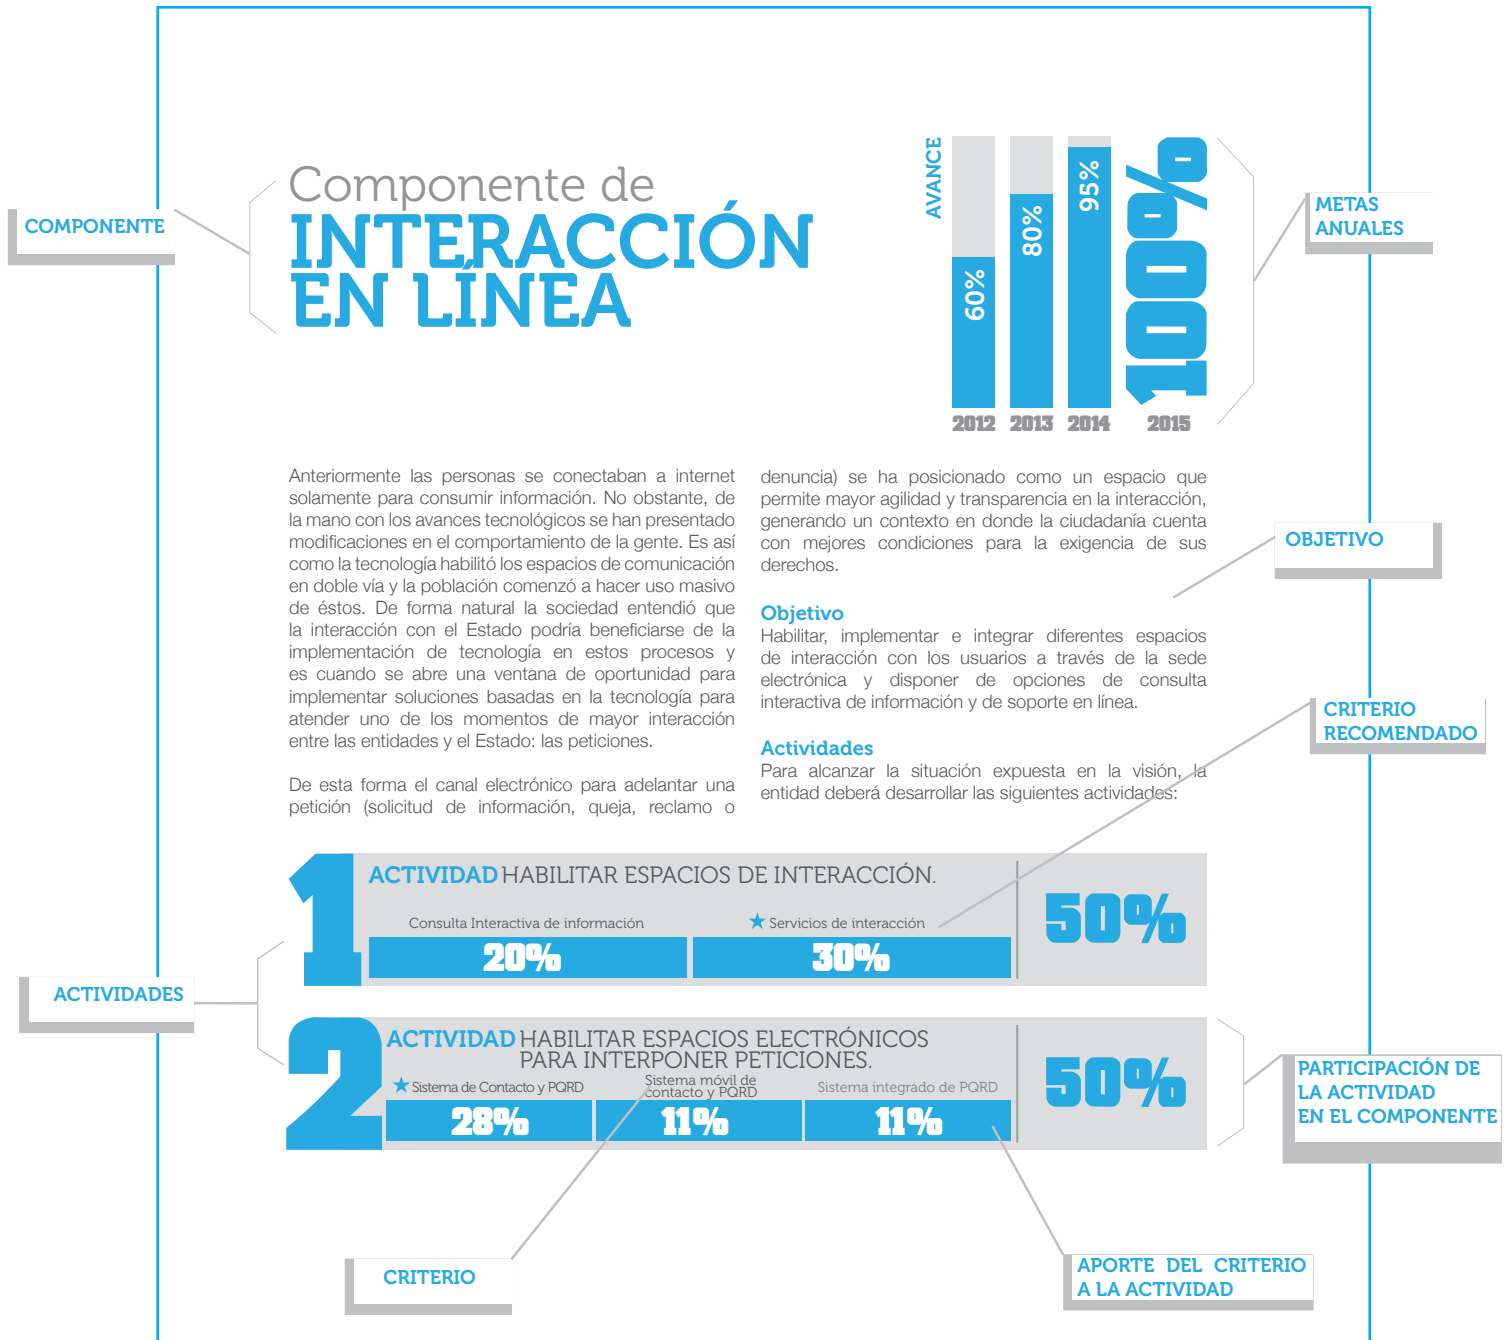 Componente de
INTERACCIÓN
EN LÍNEA
COMPONENTE
AVANCE
60%
80%
95%
100%
2012 2013 2014 2015
METAS
ANUALES
Anteriormente las personas se conectaban a internet
solamente para consumir información. No obstante, de
la mano con los avances tecnológicos se han presentado
modificaciones en el comportamiento de la gente. Es así
como la tecnología habilitó los espacios de comunicación
en doble vía y la población comenzó a hacer uso masivo
de éstos. De forma natural la sociedad entendió que
la interacción con el Estado podría beneficiarse de la
implementación de tecnología en estos procesos y
es cuando se abre una ventana de oportunidad para
implementar soluciones basadas en la tecnología para
atender uno de los momentos de mayor interacción
entre las entidades y el Estado: las peticiones.
De esta forma el canal electrónico para adelantar una
petición (solicitud de información, queja, reclamo o
denuncia) se ha posicionado como un espacio que
permite mayor agilidad y transparencia en la interacción,
generando un contexto en donde la ciudadanía cuenta
con mejores condiciones para la exigencia de sus
derechos.
OBJETIVO
Objetivo
Habilitar, implementar e integrar diferentes espacios
de interacción con los usuarios a través de la sede
electrónica y disponer de opciones de consulta
interactiva de información y de soporte en línea.
CRITERIO
RECOMENDADO
Actividades
Para alcanzar la situación expuesta en la visión, la
entidad deberá desarrollar las siguientes actividades:
ACTIVIDADES
1
ACTIVIDAD HABILITAR ESPACIOS DE INTERACCIÓN.
Consulta Interactiva de información
20%
★ Servicios de interacción
30%
50%
2
ACTIVIDAD HABILITAR ESPACIOS ELECTRÓNICOS
PARA INTERPONER PETICIONES.
★ Sistema de Contacto y PQRD
28%
Sistema móvil de
contacto y PQRD
11%
Sistema integrado de PQRD
11%
50%
PARTICIPACIÓN DE
LA ACTIVIDAD
EN EL COMPONENTE
CRITERIO
APORTE DEL CRITERIO
A LA ACTIVIDAD